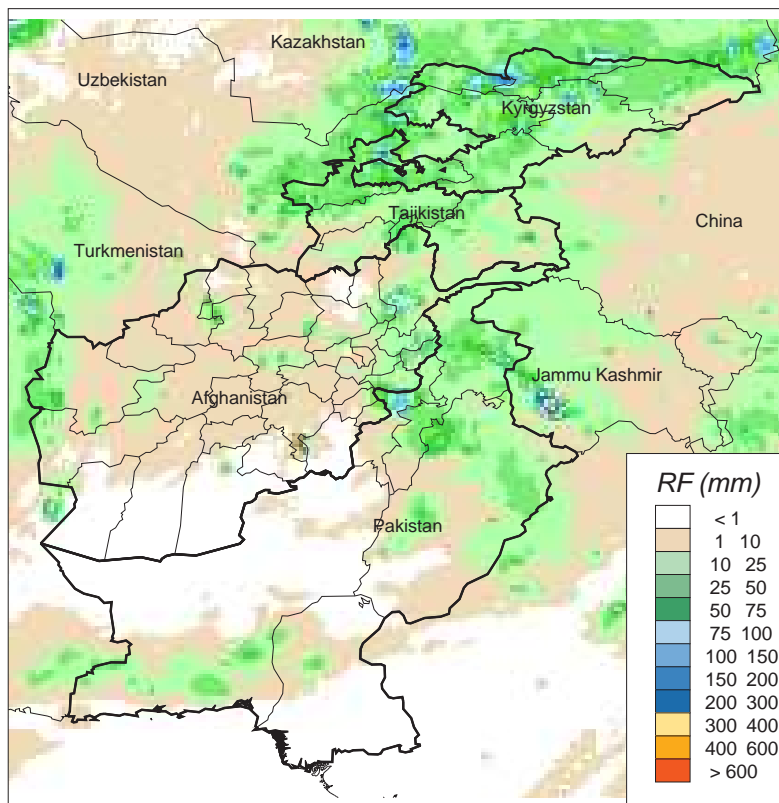 Kazakhstan
Uzbekistan
Kyrgyzstan
Tajikistan
China
Turkmenistan
Jammu Kashmir
Afghanistan
Pakistan
RF (mm)
< 1
1 10
10 25
25 50
50 75
75 100
100 150
150 200
200 300
300 400
400 600
> 600